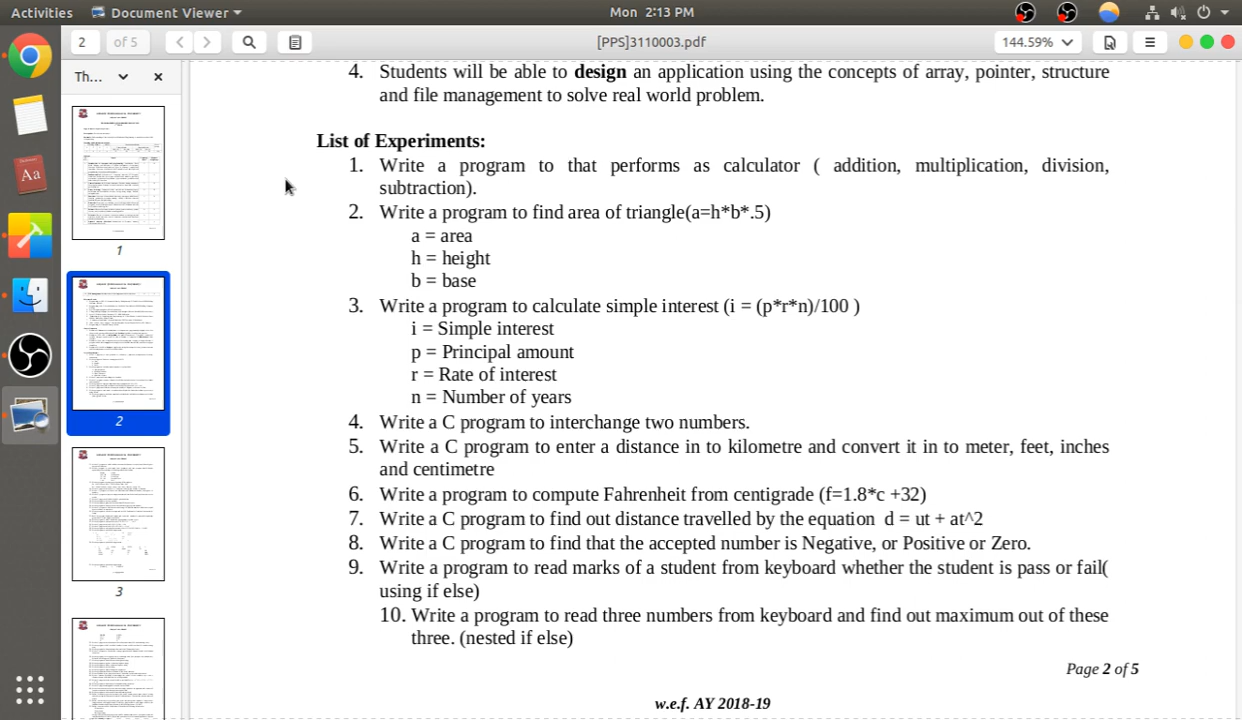 Activities Document Viewer Mon 2:13 PM
2 of 5 [PPS]3110003.pdf 144.59%
Th...
1
2
3
4. Students will be able to design an application using the concepts of array, pointer, structure
and file management to solve real world problem.
List of Experiments:
1. Write a program to that performs as calculator ( addition, multiplication, division,
subtraction).
2. Write a program to find area of triangle(a=h*b*.5)
a = area
h = height
b = base
3. Write a program to calculate simple interest (i = (p*r*n)/100 )
i = Simple interest
p = Principal amount
r = Rate of interest
n = Number of years
4. Write a C program to interchange two numbers.
5. Write a C program to enter a distance in to kilometre and convert it in to meter, feet, inches
and centimetre
6. Write a program to compute Fahrenheit from centigrade (f=1.8*c +32)
7. Write a C program to find out distance travelled by the equation d = ut + at^2
8. Write a C program to find that the accepted number is Negative, or Positive or Zero.
9. Write a program to read marks of a student from keyboard whether the student is pass or fail(
using if else)
10. Write a program to read three numbers from keyboard and find out maximum out of these
three. (nested if else)
Page 2 of 5
w.e.f. AY 2018-19